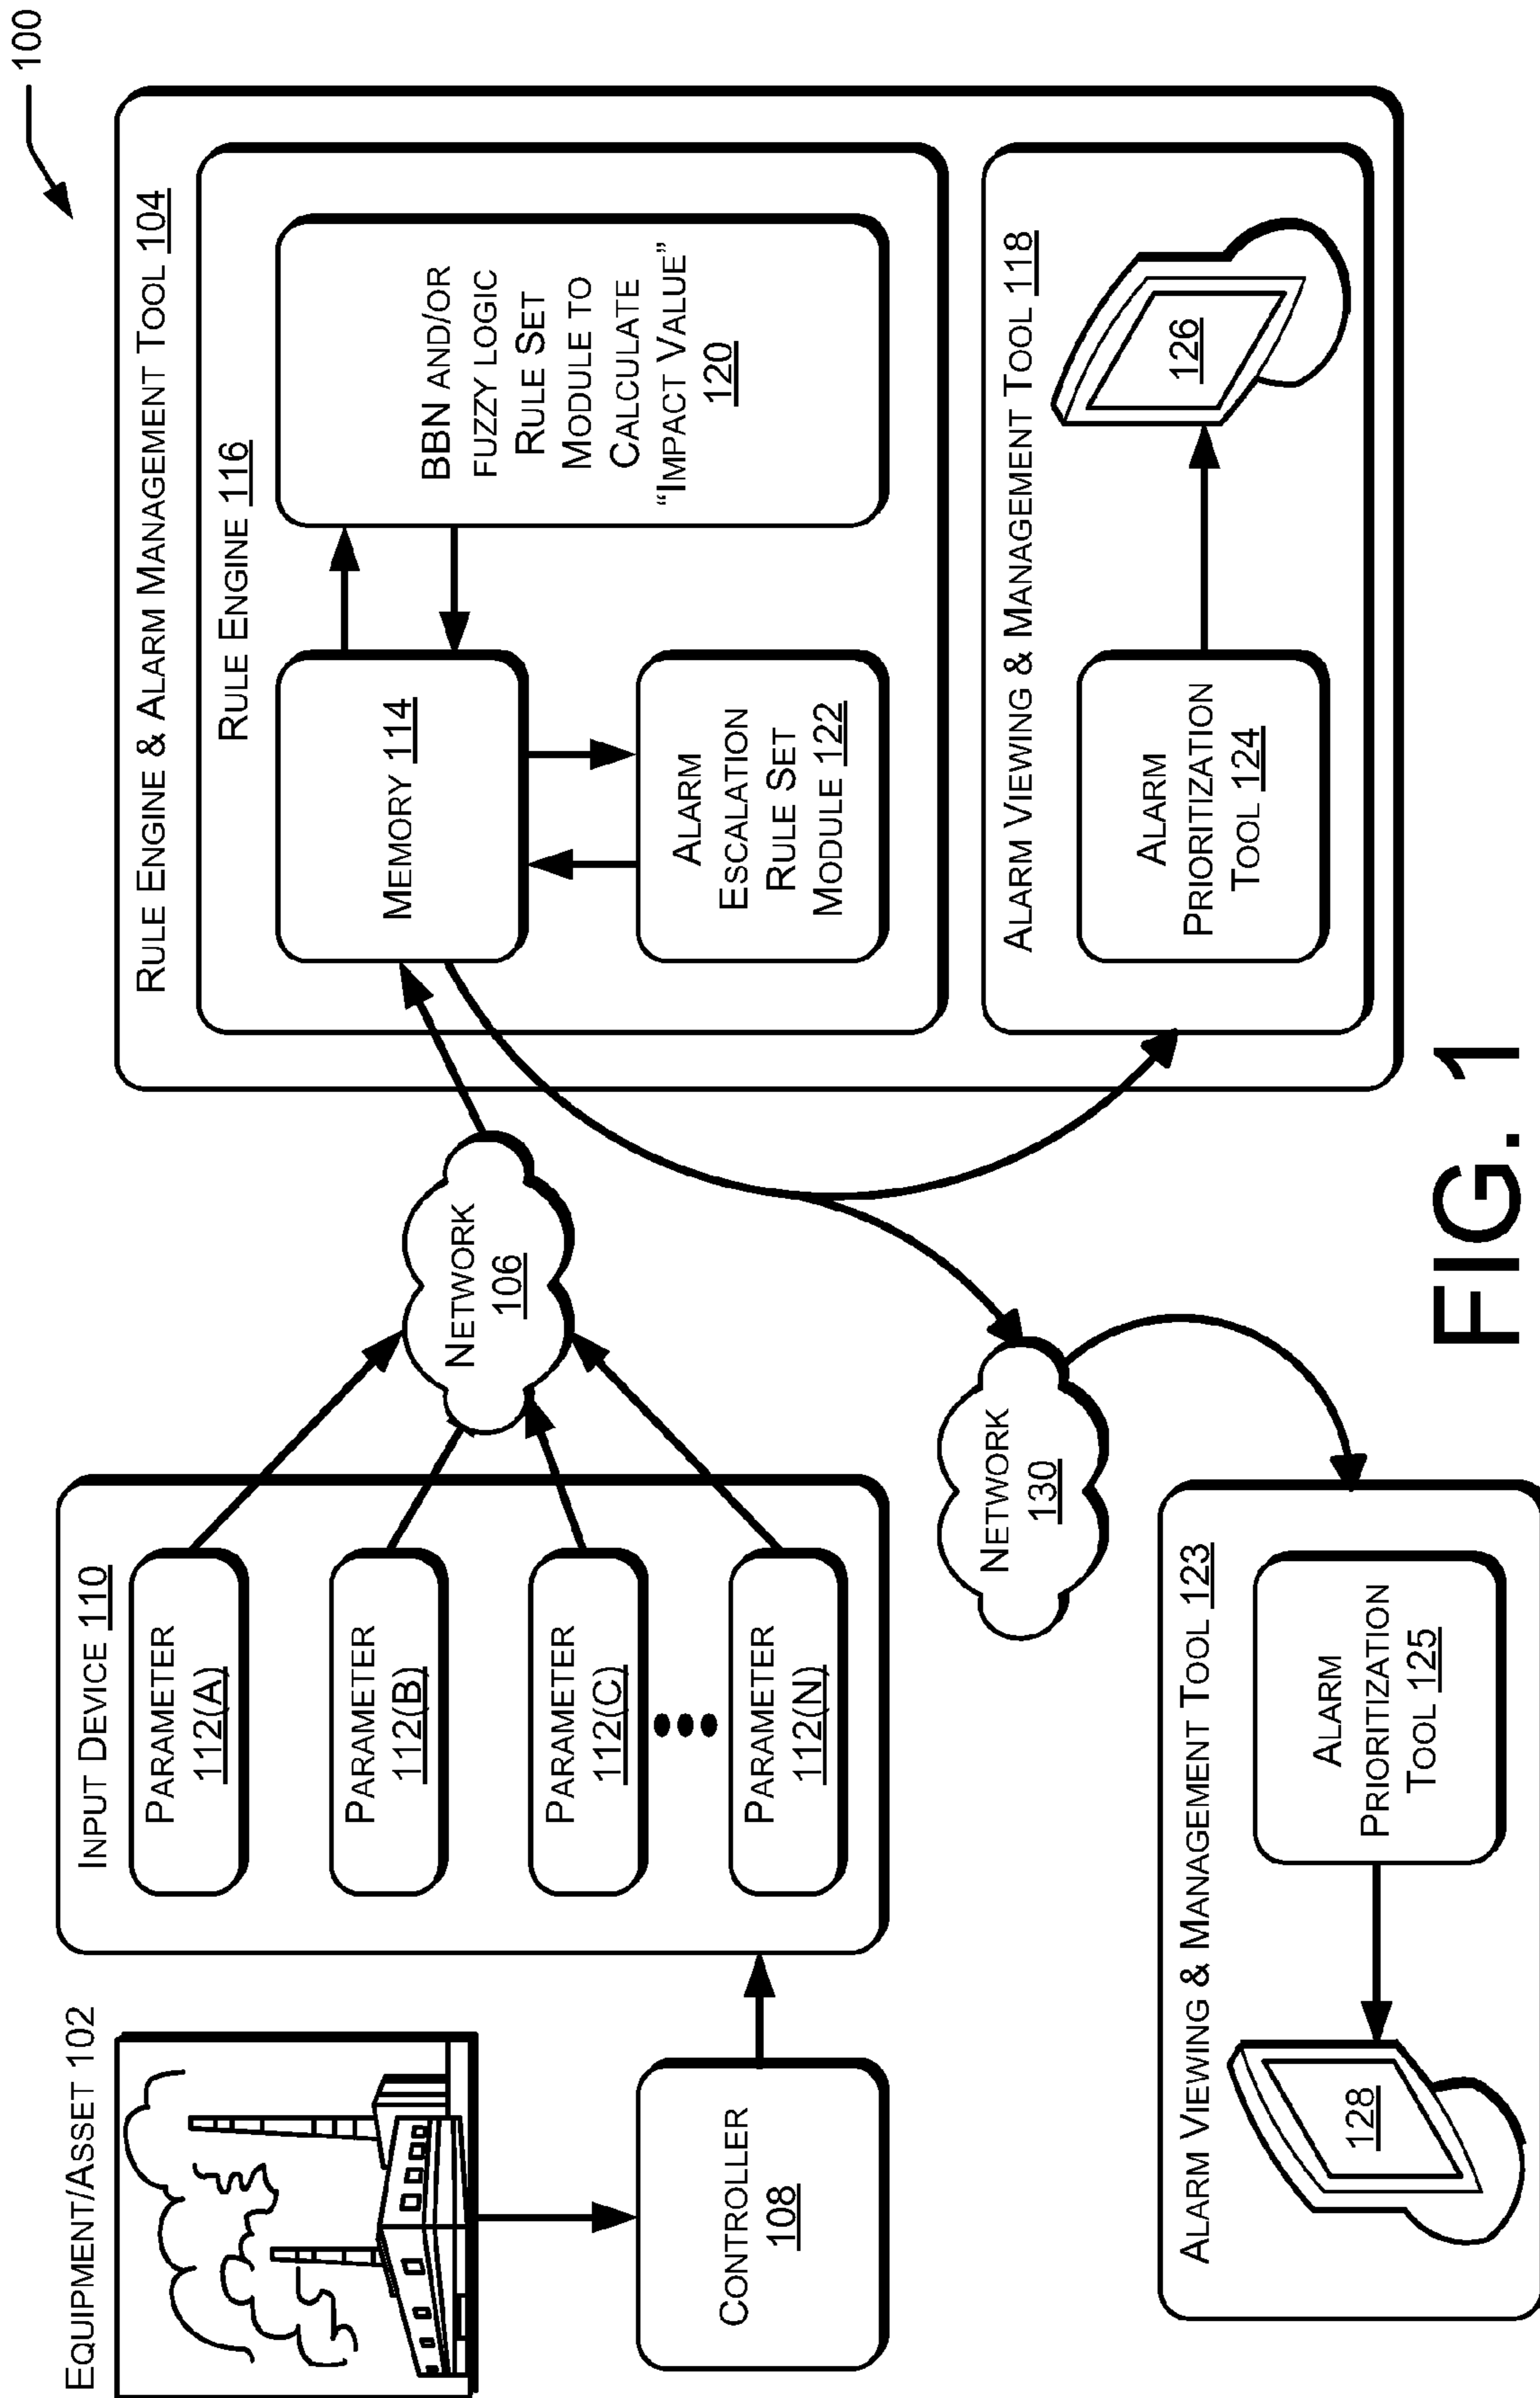 100
EQUIPMENT/ASSET 102
CONTROLLER
108
INPUT DEVICE 110
PARAMETER
112(A)
PARAMETER
112(B)
PARAMETER
112(C)
PARAMETER
112(N)
NETWORK
106
RULE ENGINE & ALARM MANAGEMENT TOOL 104
RULE ENGINE 116
MEMORY 114
BBN AND/OR
FUZZY LOGIC
RULE SET
MODULE TO
CALCULATE
“IMPACT VALUE”
120
ALARM
ESCALATION
RULE SET
MODULE 122
ALARM VIEWING & MANAGEMENT TOOL 118
ALARM
PRIORITIZATION
TOOL 124
126
NETWORK
130
ALARM VIEWING & MANAGEMENT TOOL 123
128
ALARM
PRIORITIZATION
TOOL 125
FIG. 1